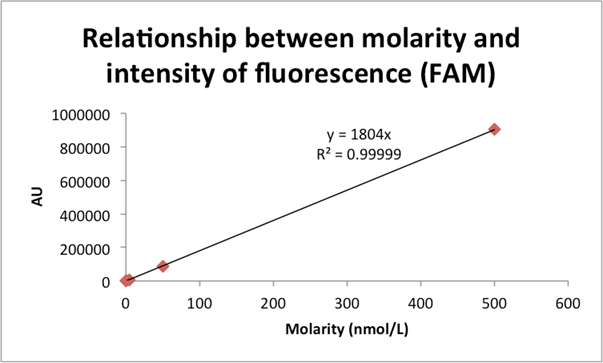 Relationship between molarity and
intensity of fluorescence (FAM)
1000000
800000
600000
400000
200000
0
AU
y = 1804x
R² = 0.99999
0 100 200 300 400 500 600
Molarity (nmol/L)